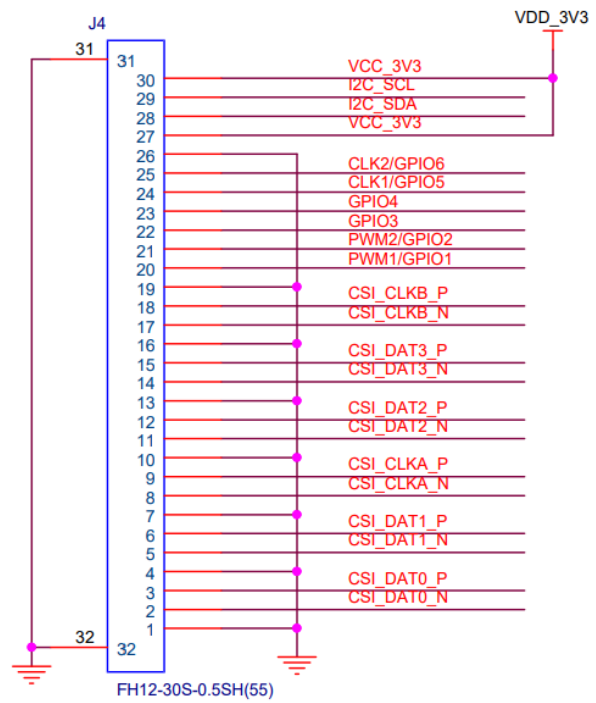 VDD_3V3
J4
31 31
30 VCC_3V3
29 I2C_SCL
28 I2C_SDA
27 VCC_3V3
26
25 CLK2/GPIO6
24 CLK1/GPIO5
23 GPIO4
22 GPIO3
21 PWM2/GPIO2
20 PWM1/GPIO1
19
18 CSI_CLKB_P
17 CSI_CLKB_N
16
15 CSI_DAT3_P
14 CSI_DAT3_N
13
12 CSI_DAT2_P
11 CSI_DAT2_N
10
9 CSI_CLKA_P
8 CSI_CLKA_N
7
6 CSI_DAT1_P
5 CSI_DAT1_N
4
3 CSI_DAT0_P
2 CSI_DAT0_N
1
32 32
FH12-30S-0.5SH(55)